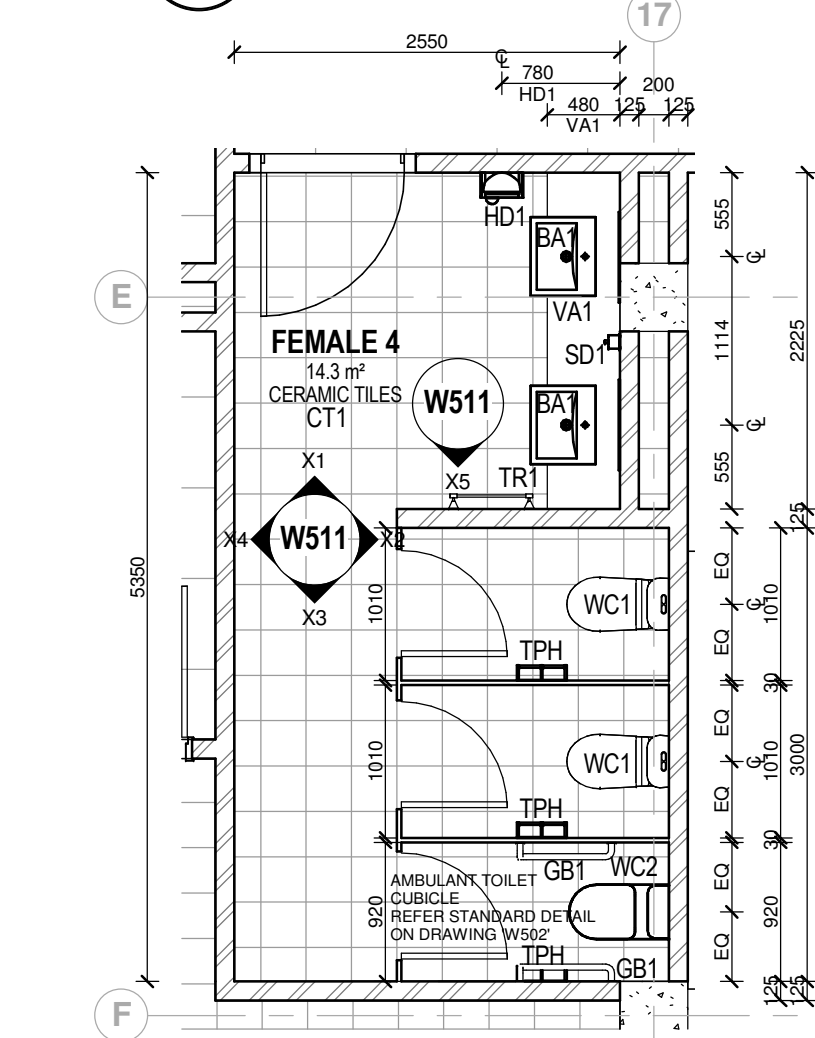 17
2550
℄
780
HD1
200
480
125
125
VA1
HD1
BA1
555
℄
E
VA1
1114
2225
FEMALE 4
14.3 m²
CERAMIC TILES
CT1
SD1
W511
BA1
℄
X1
X5
TR1
555
125
X4
W511
X2
X3
5350
1010
WC1
TPH
EQ
℄
EQ
1010
30
1010
WC1
TPH
EQ
℄
EQ
1010
30
3000
920
GB1
WC2
AMBULANT TOILET
CUBICLE
REFER STANDARD DETAIL
ON DRAWING 'W502'
TPH
GB1
EQ
EQ
920
125
125
F